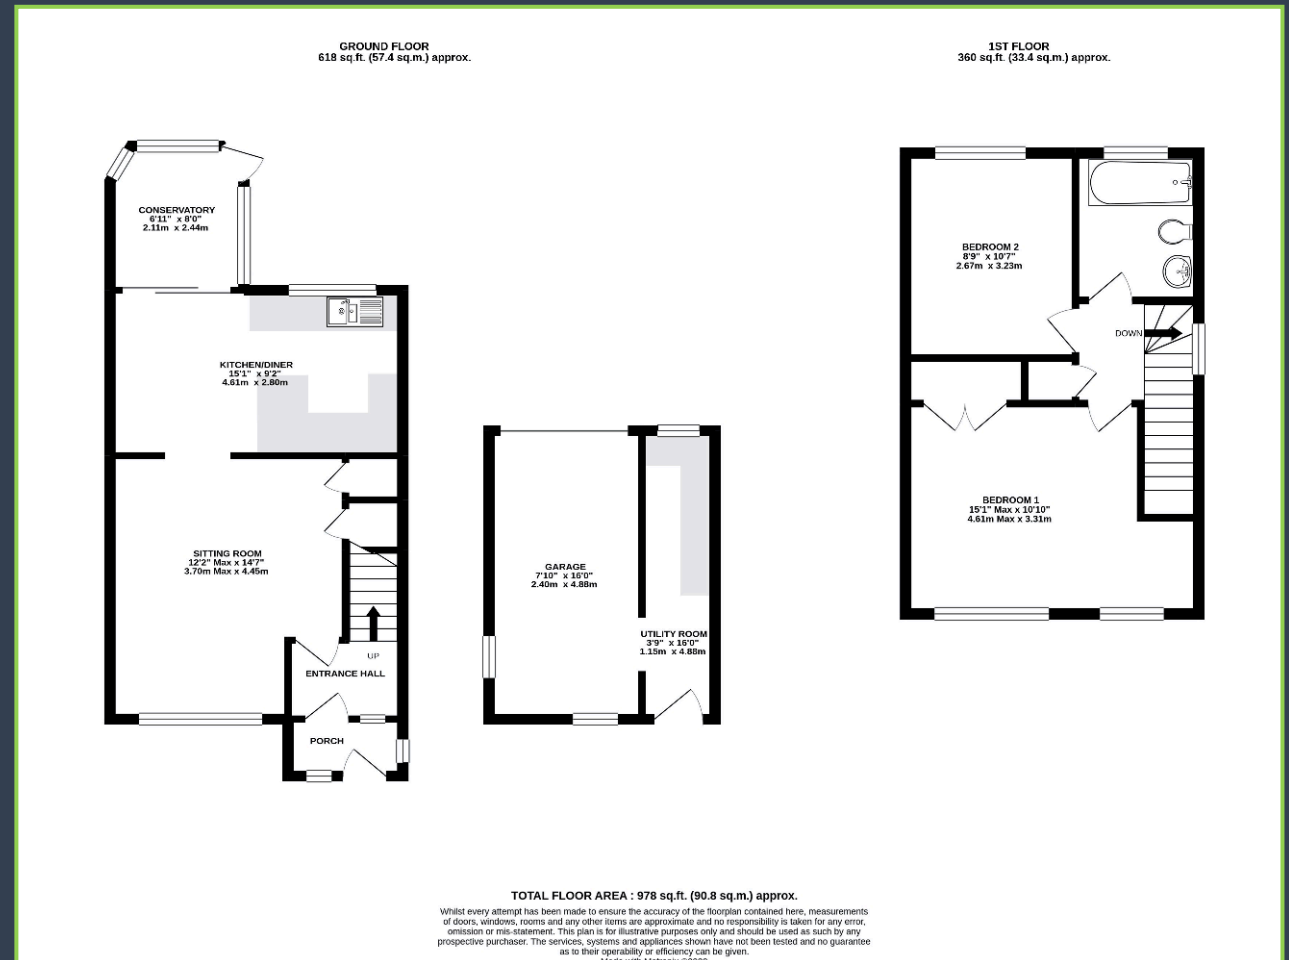 GROUND FLOOR
618 sq.ft. (57.4 sq.m.) approx.
1ST FLOOR
360 sq.ft. (33.4 sq.m.) approx.
CONSERVATORY
6'11" x 8'0"
2.11m x 2.44m
KITCHEN/DINER
15'1" x 9'2"
4.61m x 2.80m
SITTING ROOM
12'2" Max x 14'7"
3.70m Max x 4.45m
UP
ENTRANCE HALL
PORCH
GARAGE
7'10" x 16'0"
2.40m x 4.88m
UTILITY ROOM
3'9" x 16'0"
1.15m x 4.88m
BEDROOM 2
8'9" x 10'7"
2.67m x 3.23m
DOWN
BEDROOM 1
15'1" Max x 10'10"
4.61m Max x 3.31m
TOTAL FLOOR AREA : 978 sq.ft. (90.8 sq.m.) approx.
Whilst every attempt has been made to ensure the accuracy of the floorplan contained here, measurements
of doors, windows, rooms and any other items are approximate and no responsibility is taken for any error,
omission or mis-statement. This plan is for illustrative purposes only and should be used as such by any
prospective purchaser. The services, systems and appliances shown have not been tested and no guarantee
as to their operability or efficiency can be given.
Made with Metropix